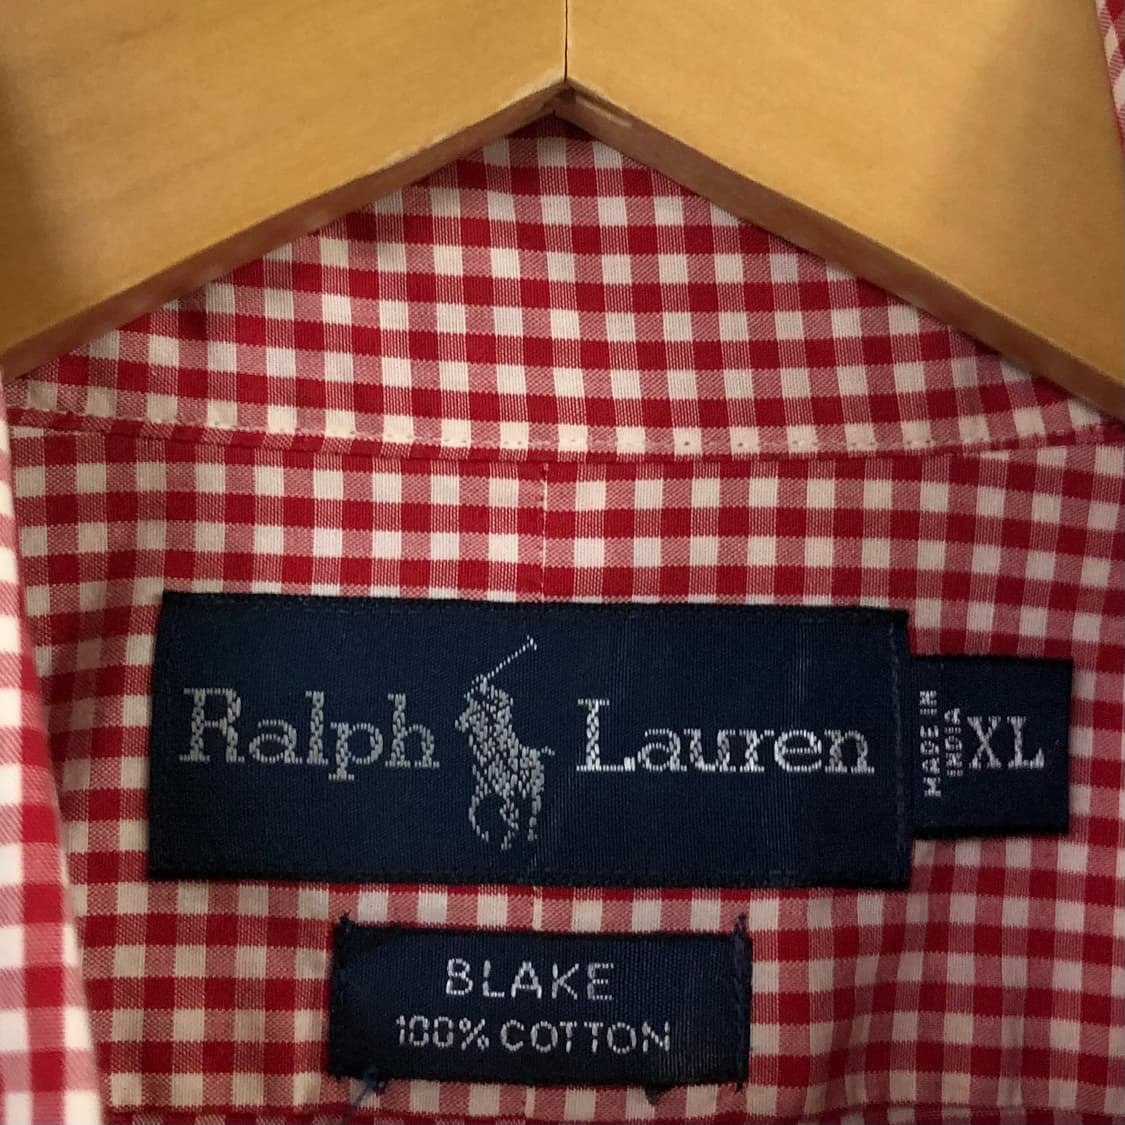 Ralph Lauren
MADE IN
INDIA
XL
BLAKE
100% COTTON